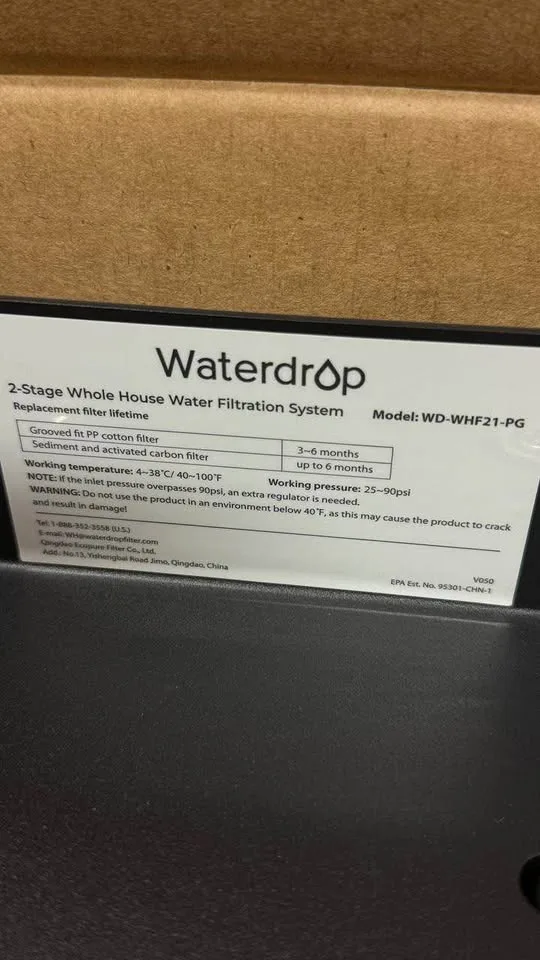 Waterdrop
2-Stage Whole House Water Filtration System
Model: WD-WHF21-PG
Replacement filter lifetime
Grooved fit PP cotton filter 3~6 months
Sediment and activated carbon filter up to 6 months
Working temperature: 4~38°C/ 40~100°F Working pressure: 25~90psi
NOTE: If the inlet pressure overpasses 90psi, an extra regulator is needed.
WARNING: Do not use the product in an environment below 40°F, as this may cause the product to crack
and result in damage!
Tel: 1-888-352-3558 (U.S.)
E-mail: WH@waterdropfilter.com
Qingdao Ecopure Filter Co., Ltd.
Add.: No.13, Yishengbai Road Jimo, Qingdao, China
V050
EPA Est. No. 95301-CHN-1